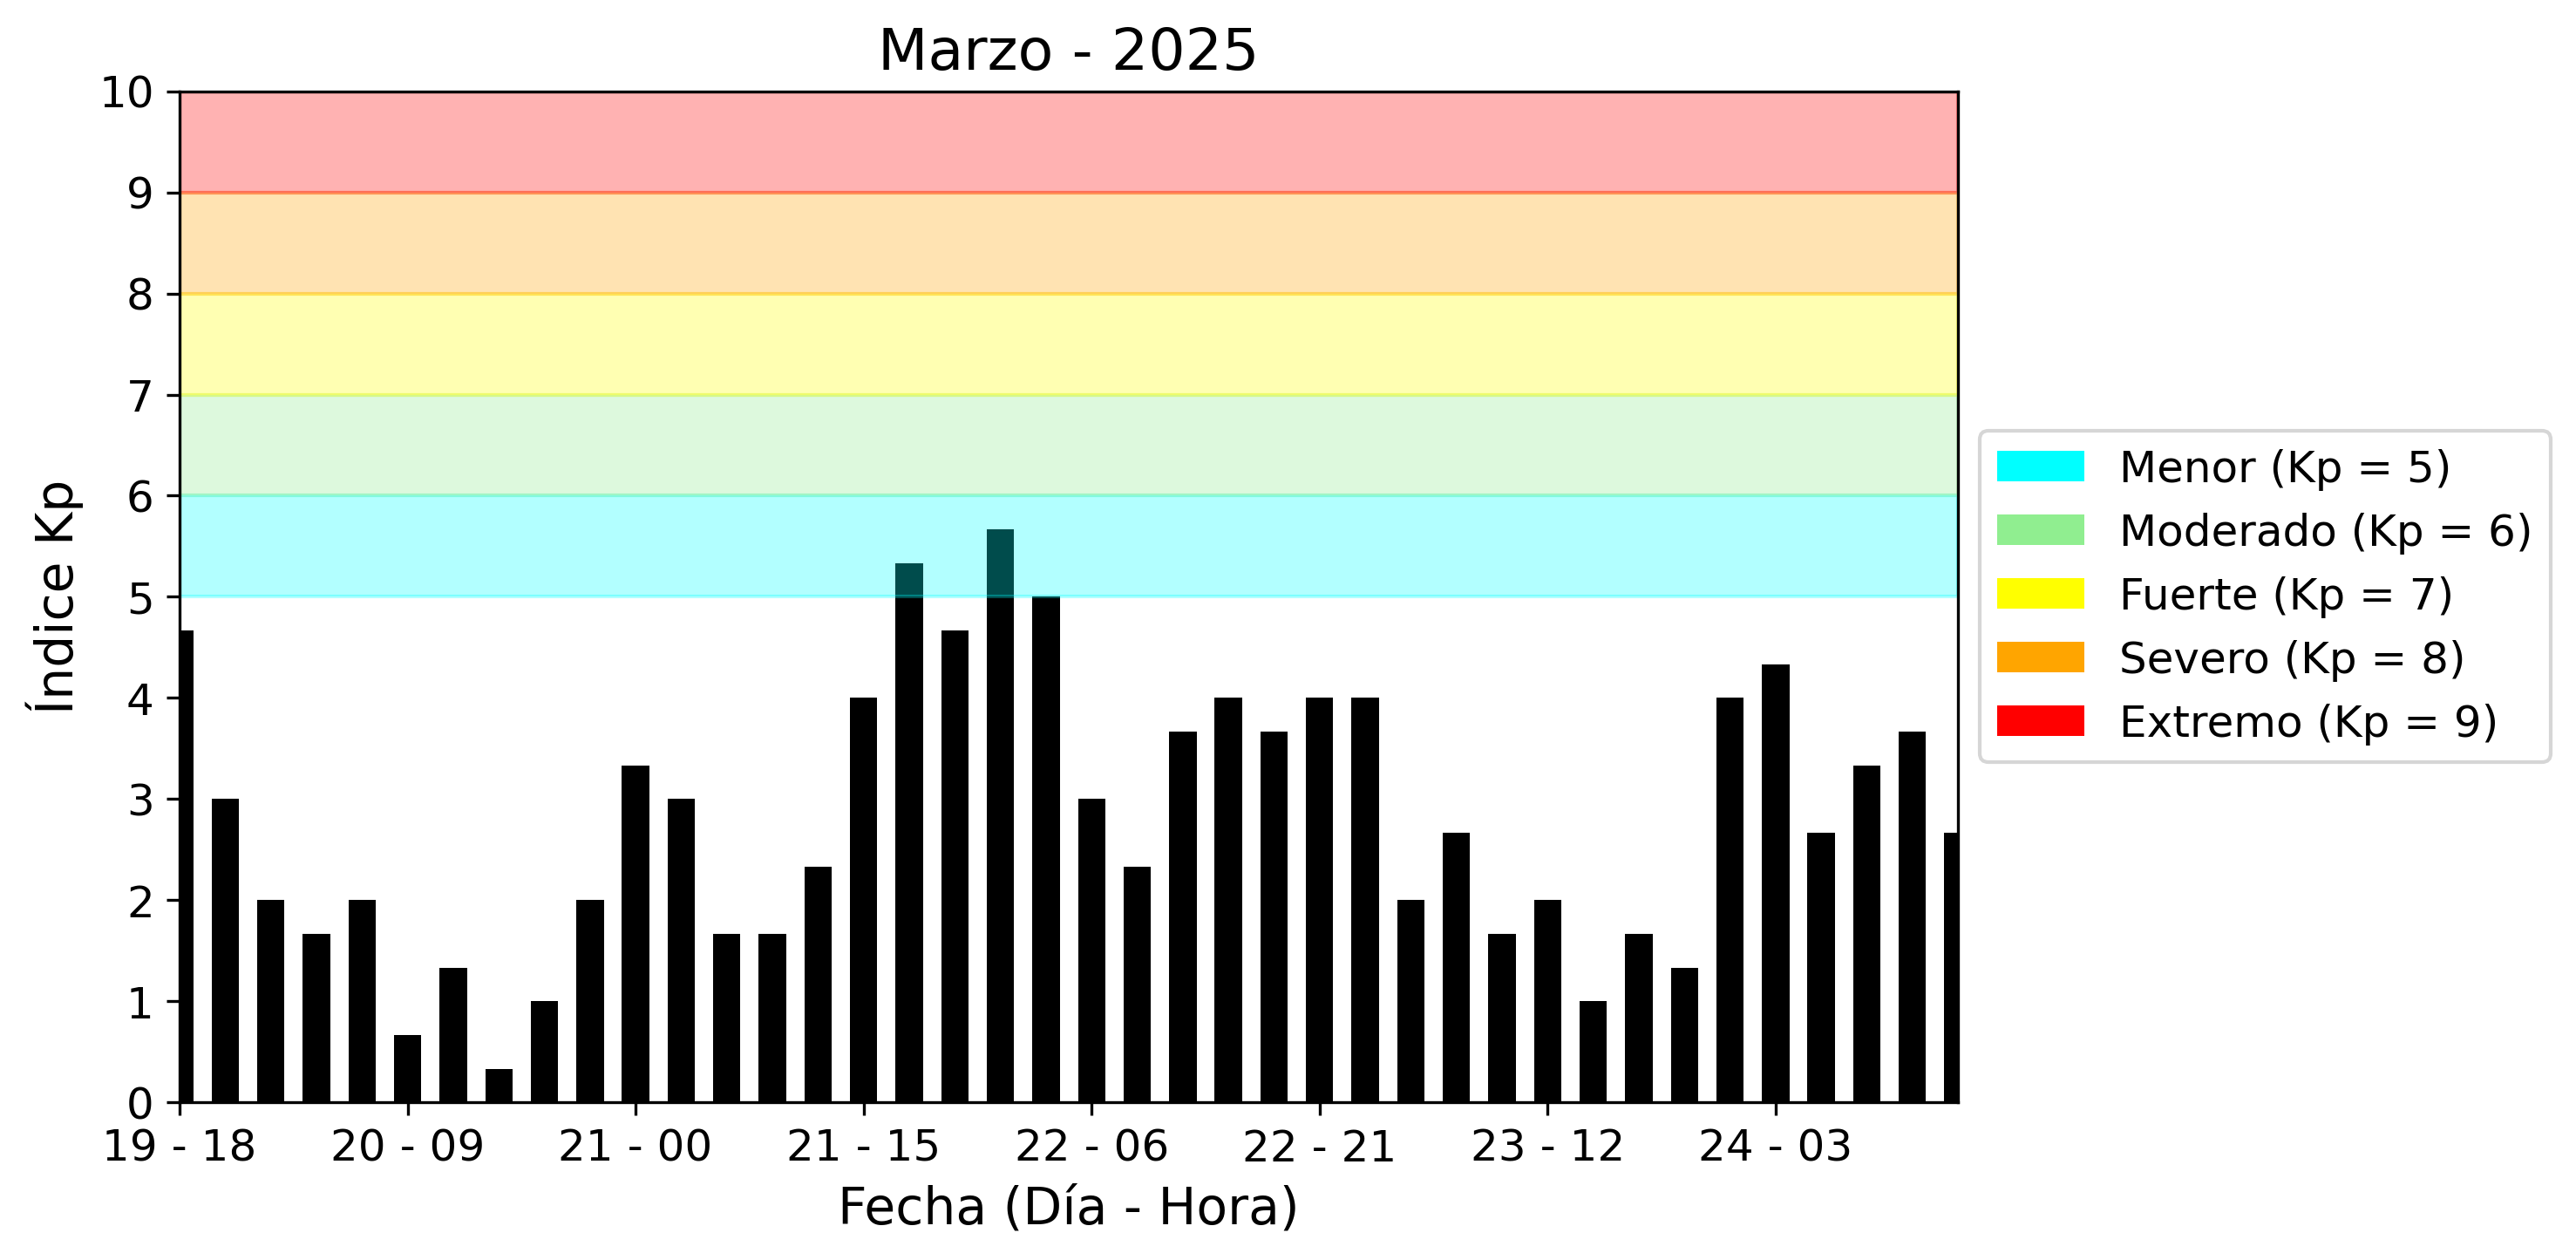 Marzo - 2025
10
9
8
7
6
5
4
3
2
1
0
Índice Kp
19 - 18
20 - 09
21 - 00
21 - 15
22 - 06
22 - 21
23 - 12
24 - 03
Fecha (Día - Hora)
Menor (Kp = 5)
Moderado (Kp = 6)
Fuerte (Kp = 7)
Severo (Kp = 8)
Extremo (Kp = 9)